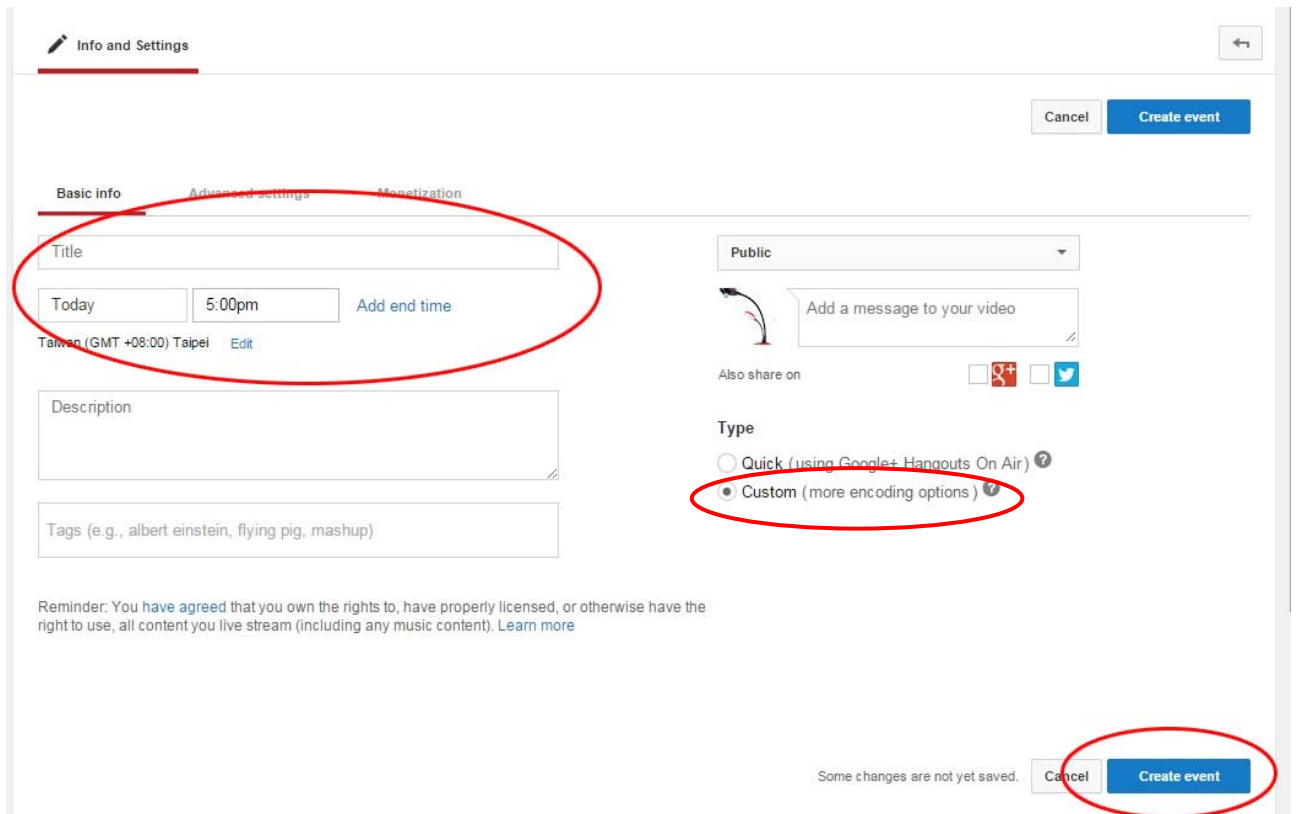 Info and Settings
Cancel
Create event
Basic info
Advanced settings
Monetization
Title
Today
5:00pm
Add end time
Taiwan (GMT +08:00) Taipei Edit
Description
Tags (e.g., albert einstein, flying pig, mashup)
Public
Add a message to your video
Also share on
g+
Type
Quick (using Google+ Hangouts On Air) ?
Custom (more encoding options) ?
Reminder: You have agreed that you own the rights to, have properly licensed, or otherwise have the
right to use, all content you live stream (including any music content). Learn more
Some changes are not yet saved.
Cancel
Create event